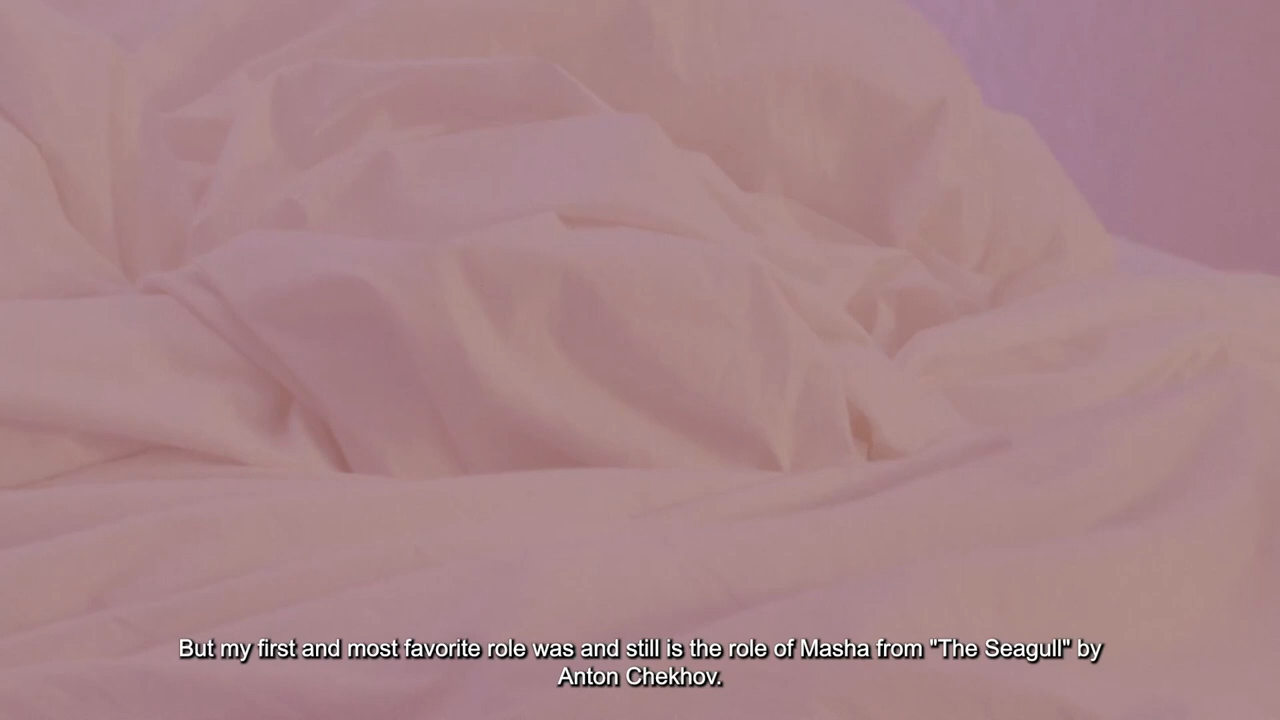 But my first and most favorite role was and still is the role of Masha from "The Seagull" by
Anton Chekhov.